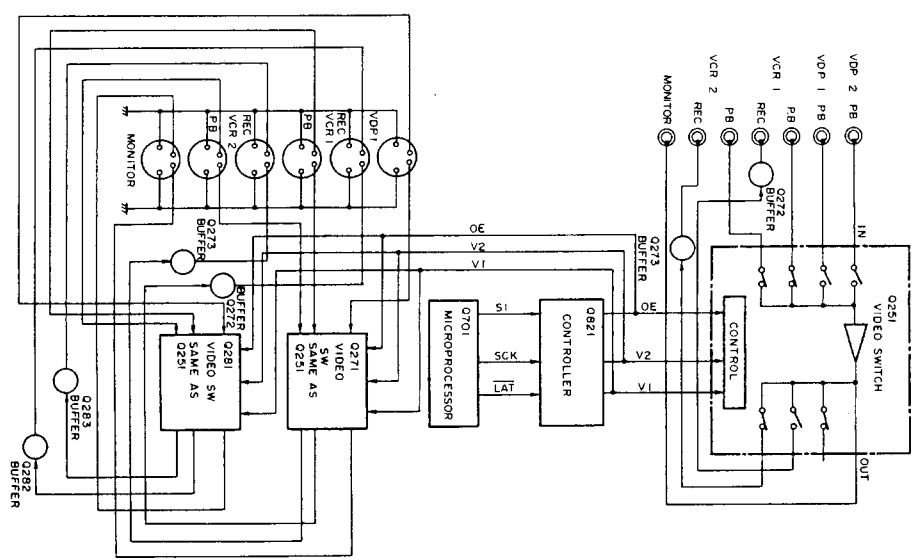 VDP 2 PB
VDP 1 PB
VCR 1
P.B
REC
VCR 2
PB
REC
MONITOR
Q272
BUFFER
Q273
BUFFER
IN
Q251
VIDEO SWITCH
CONTROL
OUT
OE
V2
V1
Q821
CONTROLLER
S1
SCK
LAT
Q701
MICROPROCESSOR
OE
V2
V1
VDP 1
REC
VCR 1
PB
REC
VCR 2
PB
MONITOR
Q273
BUFFER
BUFFER
Q272
Q271
VIDEO
SW
SAME AS
Q251
Q281
VIDEO SW
SAME AS
Q251
Q283
BUFFER
Q282
BUFFER